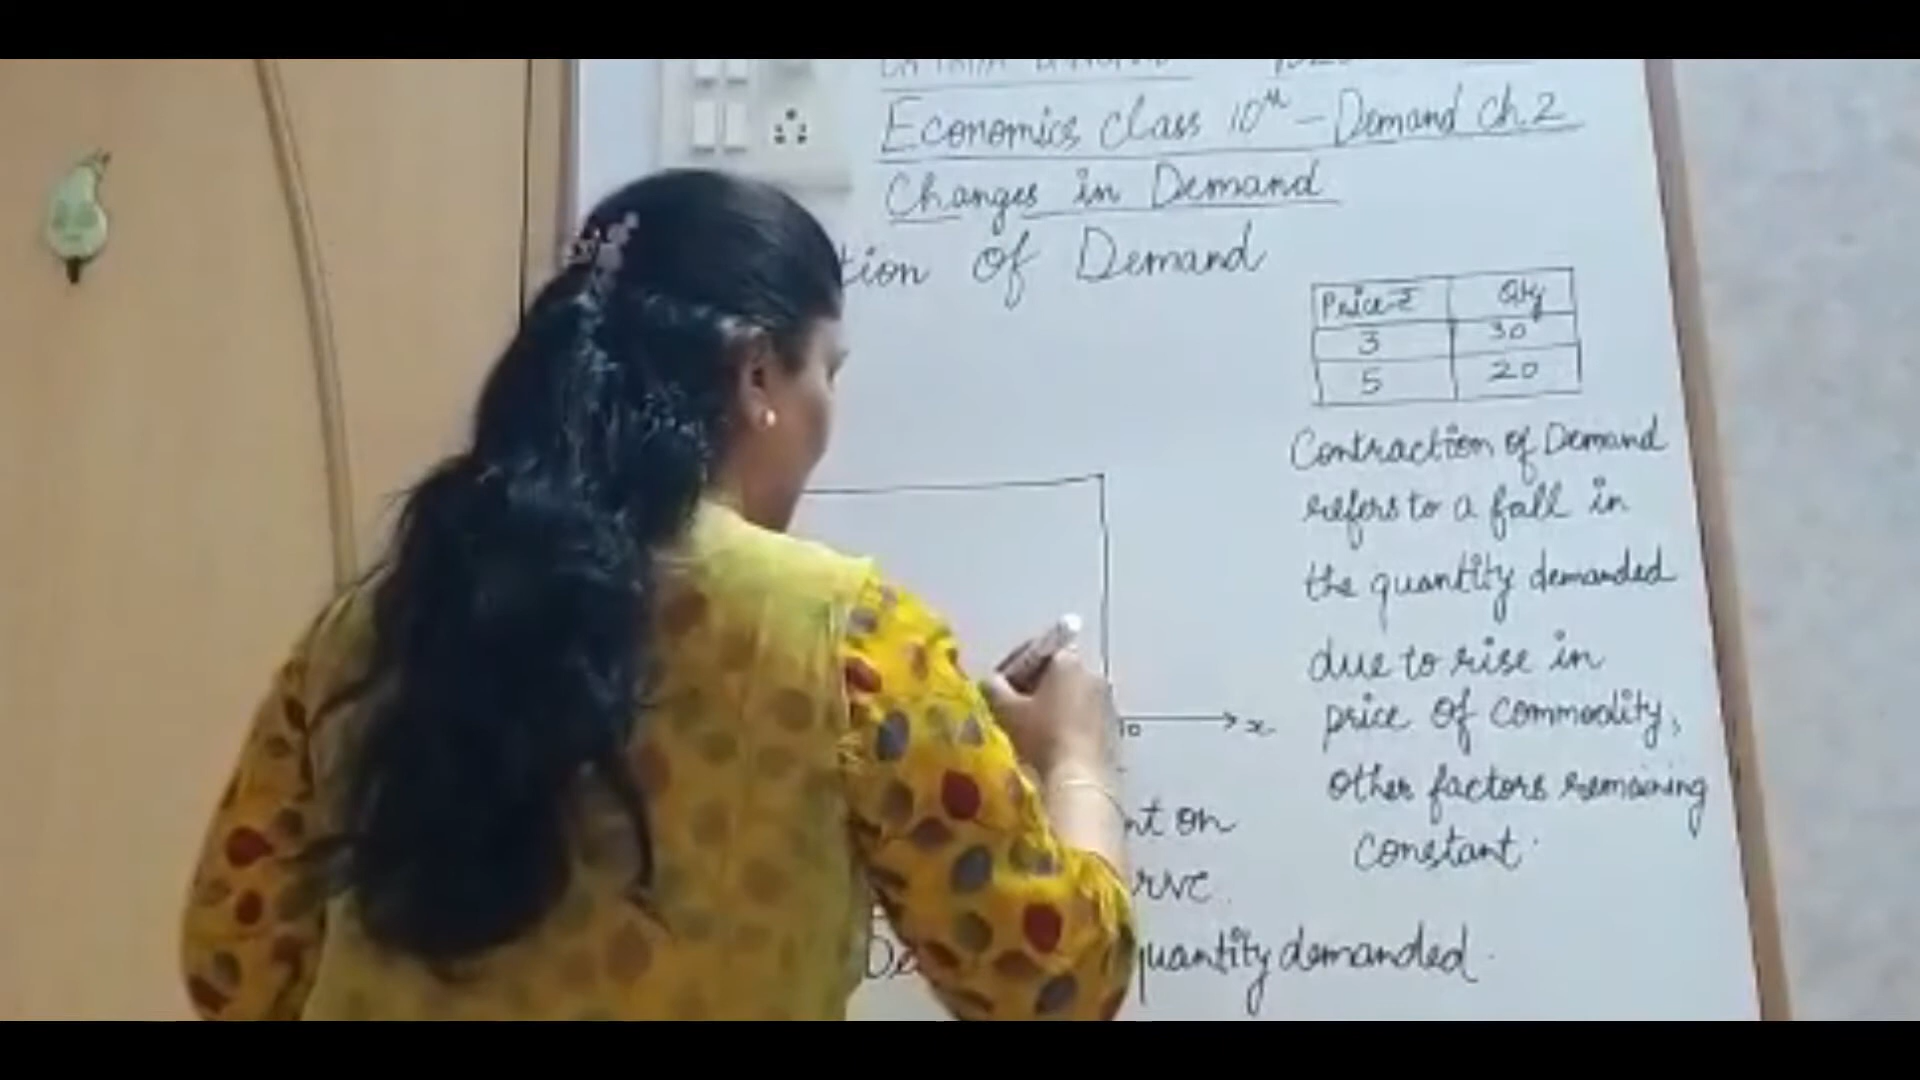 Economics class 10th - Demand Ch.2
Changes in Demand
tion of Demand
Price ₹ Qty
3 30
5 20
Contraction of Demand
refers to a fall in
the quantity demanded
due to rise in
price of commodity,
other factors remaining
constant.
x
nt on
rve.
De quantity demanded.